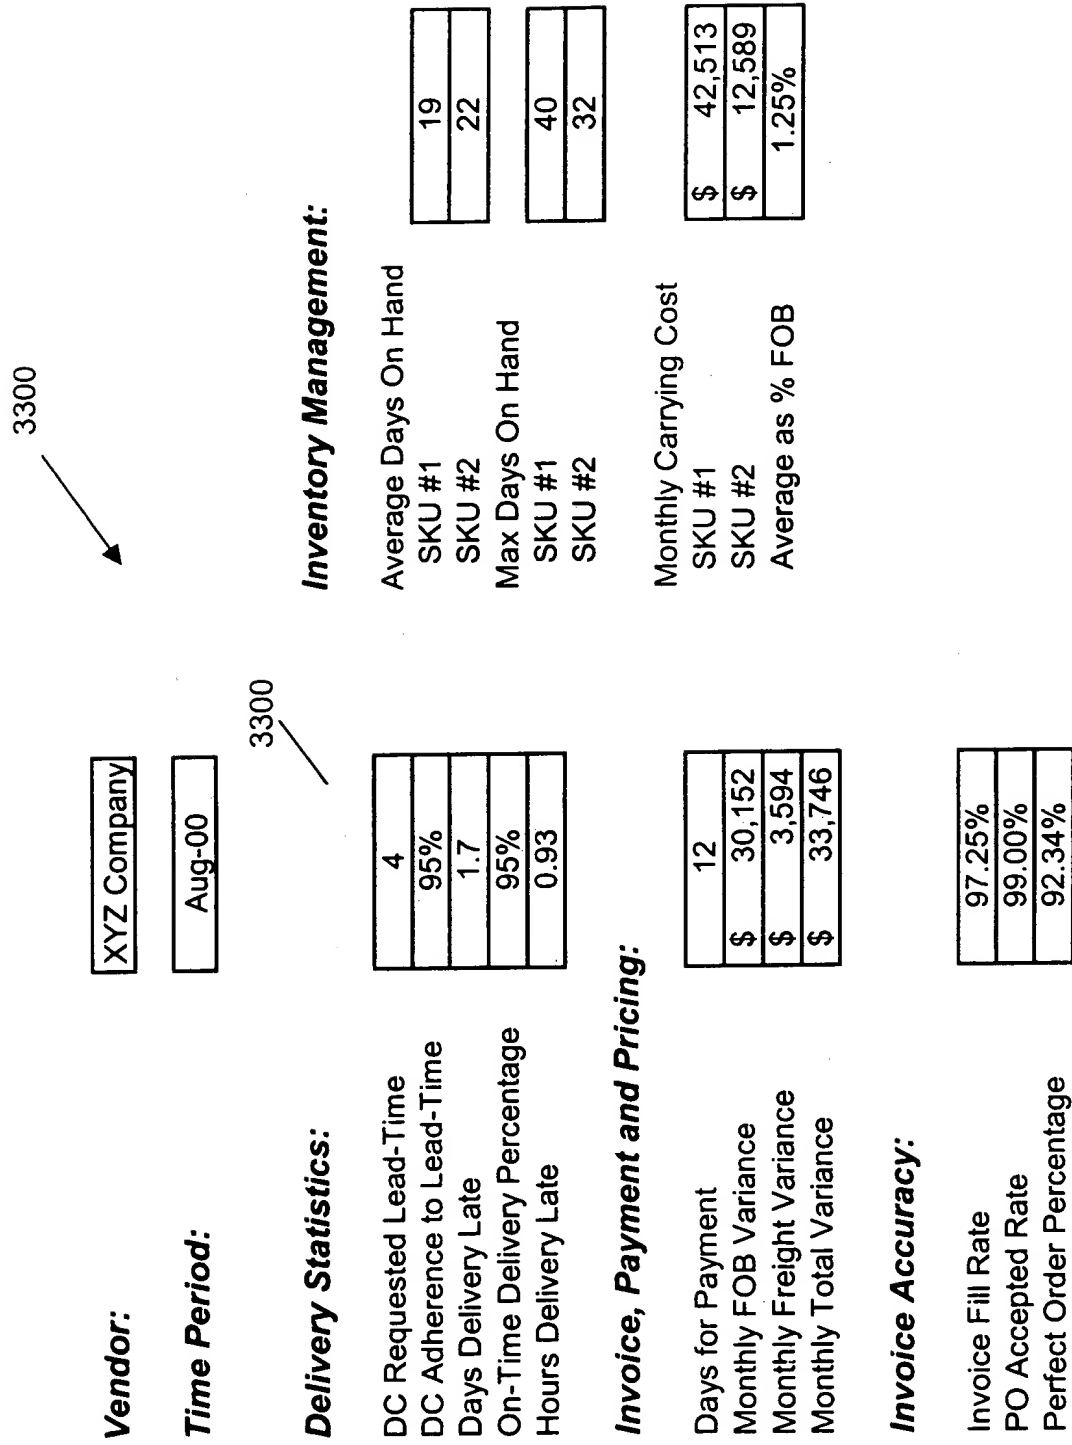 3300
Vendor: XYZ Company
Time Period: Aug-00
3300
Delivery Statistics:
DC Requested Lead-Time 4
DC Adherence to Lead-Time 95%
Days Delivery Late 1.7
On-Time Delivery Percentage 95%
Hours Delivery Late 0.93
Invoice, Payment and Pricing:
Days for Payment 12
Monthly FOB Variance $ 30,152
Monthly Freight Variance $ 3,594
Monthly Total Variance $ 33,746
Invoice Accuracy:
Invoice Fill Rate 97.25%
PO Accepted Rate 99.00%
Perfect Order Percentage 92.34%
Inventory Management:
Average Days On Hand
SKU #1 19
SKU #2 22
Max Days On Hand
SKU #1 40
SKU #2 32
Monthly Carrying Cost
SKU #1 $ 42,513
SKU #2 $ 12,589
Average as % FOB 1.25%